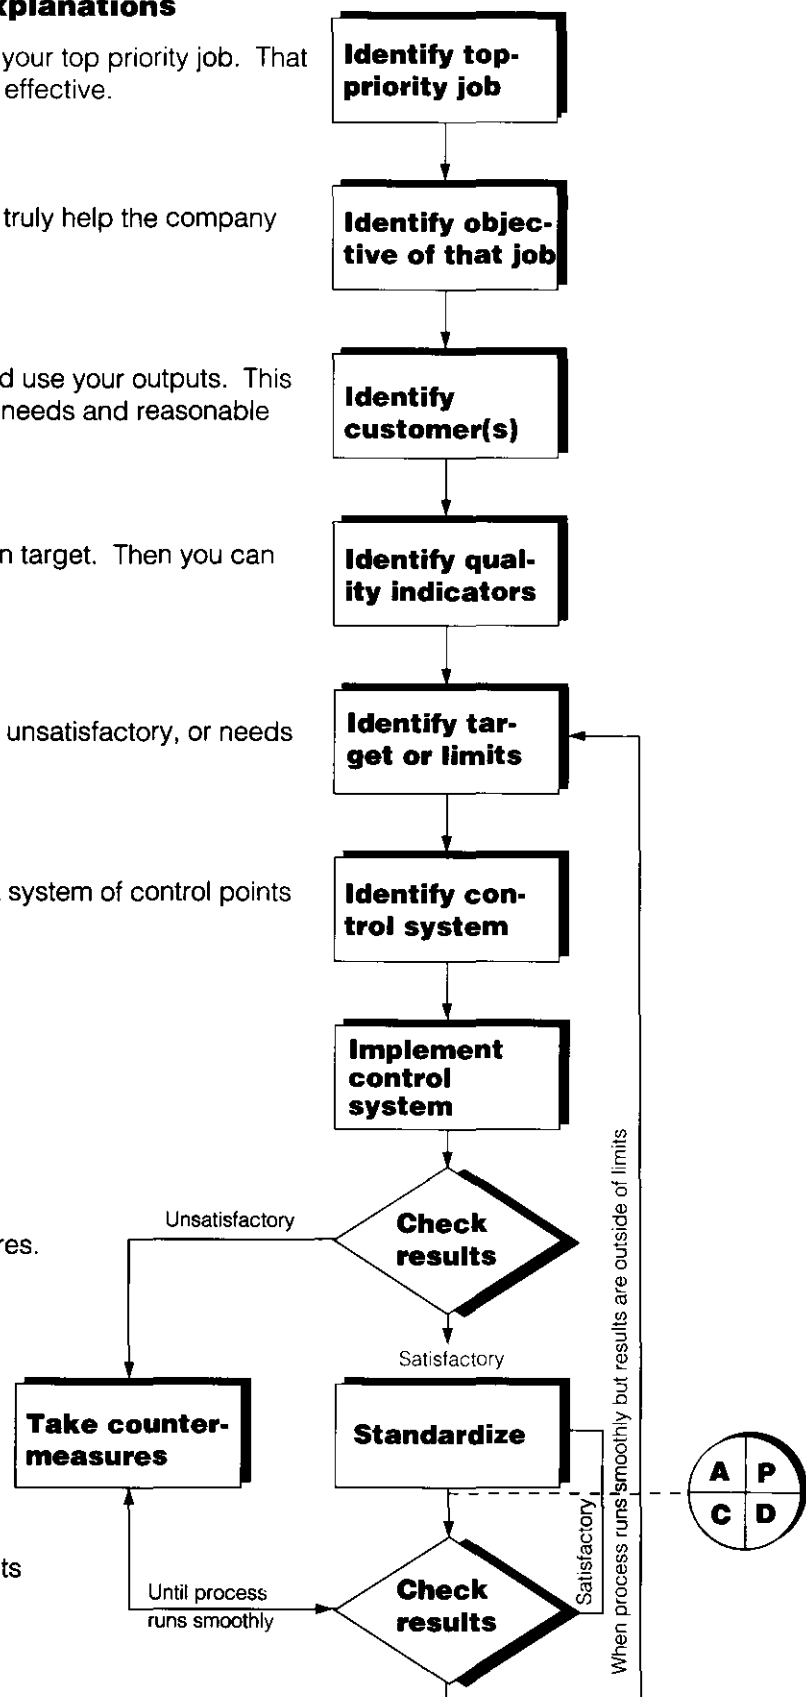 xplanations
your top priority job.  That
effective.
Identify top-
priority job
truly help the company
Identify objec-
tive of that job
d use your outputs.  This
needs and reasonable
Identify
customer(s)
n target.  Then you can
Identify qual-
ity indicators
unsatisfactory, or needs
Identify tar-
get or limits
system of control points
Identify con-
trol system
Implement
control
system
When process runs smoothly but results are outside of limits
Unsatisfactory
Check
results
res.
Satisfactory
Take counter-
measures
Standardize
A P
C D
Satisfactory
ts
Until process
runs smoothly
Check
results